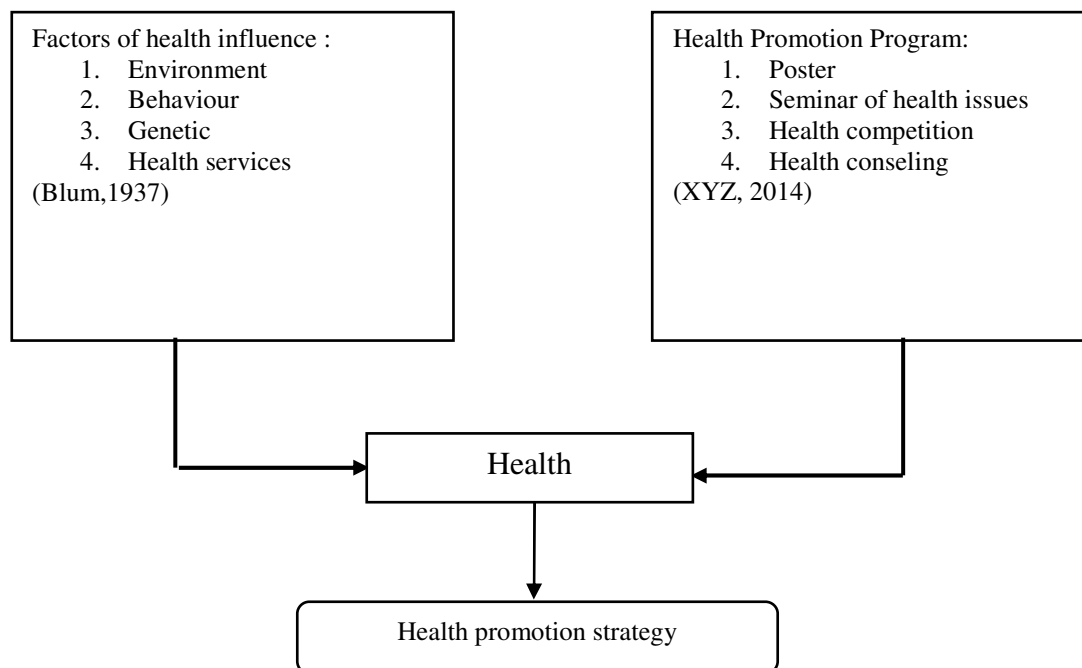 Factors of health influence :
1. Environment
2. Behaviour
3. Genetic
4. Health services
(Blum,1937)
Health Promotion Program:
1. Poster
2. Seminar of health issues
3. Health competition
4. Health conseling
(XYZ, 2014)
Health
Health promotion strategy